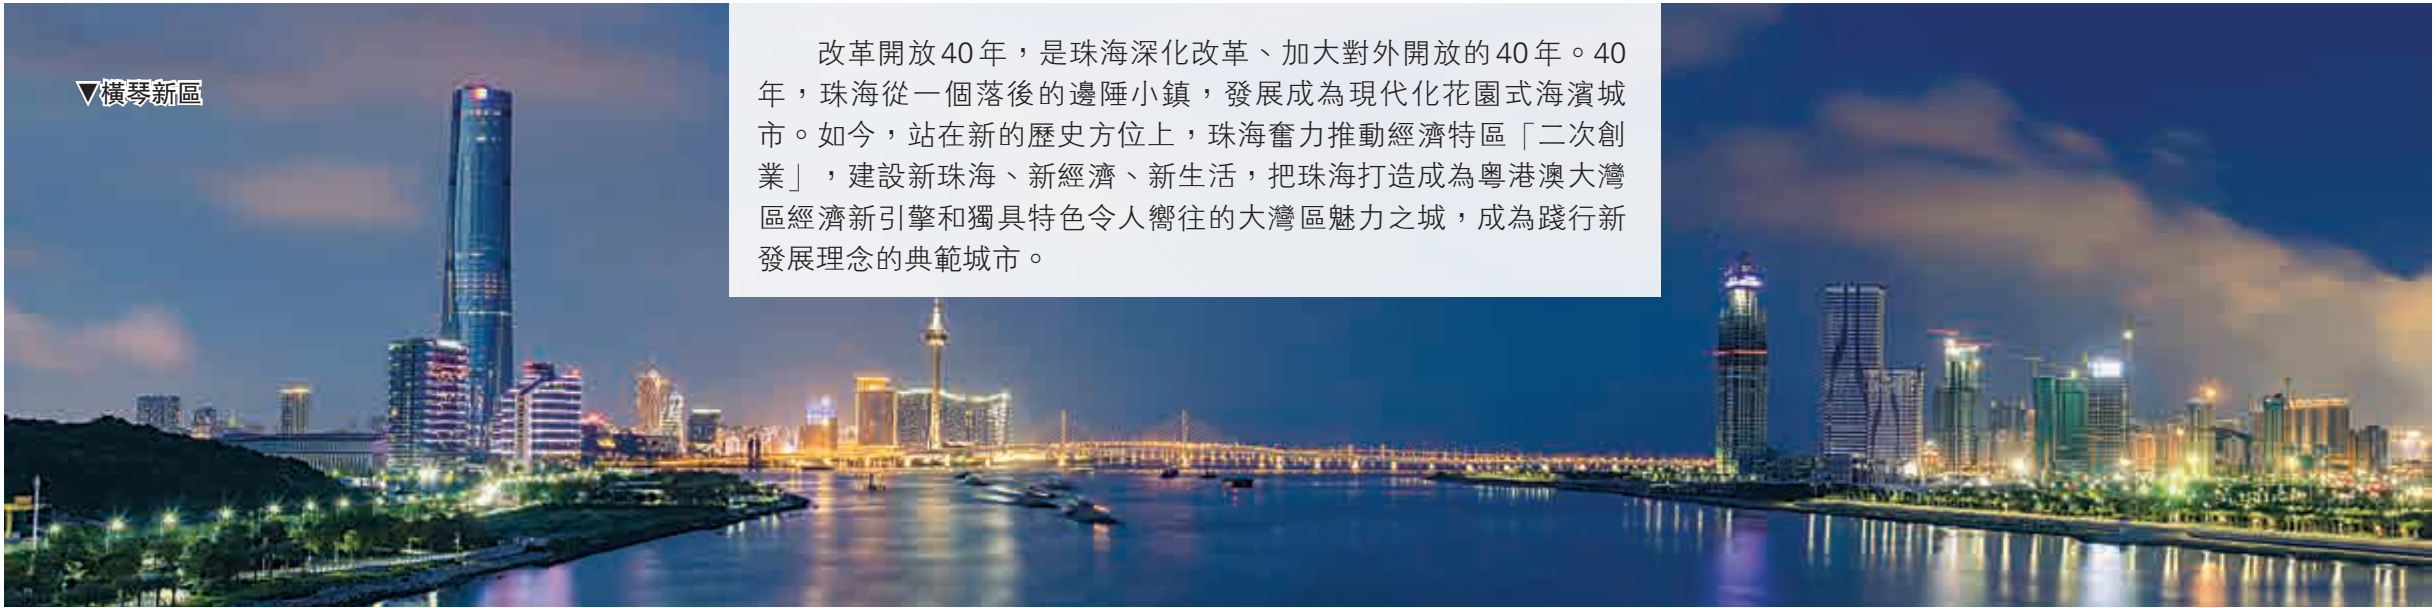 ▼橫琴新區
改革開放40年，是珠海深化改革、加大對外開放的40年。40
年，珠海從一個落後的邊陲小鎮，發展成為現代化花園式海濱城
市。如今，站在新的歷史方位上，珠海奮力推動經濟特區「二次創
業」，建設新珠海、新經濟、新生活，把珠海打造成為粵港澳大灣
區經濟新引擎和獨具特色令人嚮往的大灣區魅力之城，成為踐行新
發展理念的典範城市。